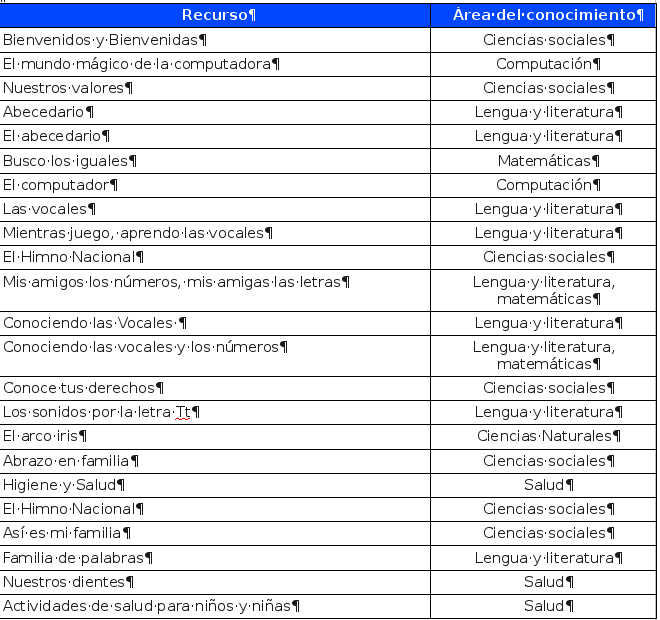 Recurso¶ Área·del·conocimiento¶
Bienvenidos·y·Bienvenidas¶ Ciencias·sociales¶
El·mundo·mágico·de·la·computadora¶ Computación¶
Nuestros·valores¶ Ciencias·sociales¶
Abecedario¶ Lengua·y·literatura¶
El·abecedario¶ Lengua·y·literatura¶
Busco·los·iguales¶ Matemáticas¶
El·computador¶ Computación¶
Las·vocales¶ Lengua·y·literatura¶
Mientras·juego,·aprendo·las·vocales¶ Lengua·y·literatura¶
El·Himno·Nacional¶ Ciencias·sociales¶
Mis·amigos·los·números,·mis·amigas·las·letras¶ Lengua·y·literatura,
matemáticas¶
Conociendo·las·Vocales·¶ Lengua·y·literatura¶
Conociendo·las·vocales·y·los·números¶ Lengua·y·literatura,
matemáticas¶
Conoce·tus·derechos¶ Ciencias·sociales¶
Los·sonidos·por·la·letra·Tt¶ Lengua·y·literatura¶
El·arco·iris¶ Ciencias·Naturales¶
Abrazo·en·familia¶ Ciencias·sociales¶
Higiene·y·Salud¶ Salud¶
El·Himno·Nacional¶ Ciencias·sociales¶
Así·es·mi·familia¶ Ciencias·sociales¶
Familia·de·palabras¶ Lengua·y·literatura¶
Nuestros·dientes¶ Salud¶
Actividades·de·salud·para·niños·y·niñas¶ Salud¶